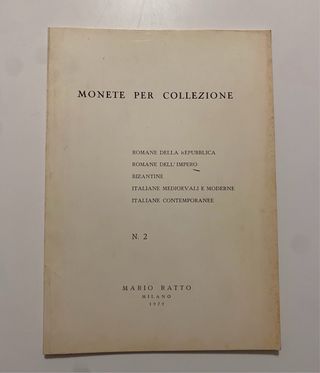 MONETE PER COLLEZIONE
ROMANE DELLA REPUBBLICA
ROMANE DELL'IMPERO
BIZANTINE
ITALIANE MEDIOEVALI E MODERNE
ITALIANE CONTEMPORANEE
N. 2
MARIO RATTO
MILANO